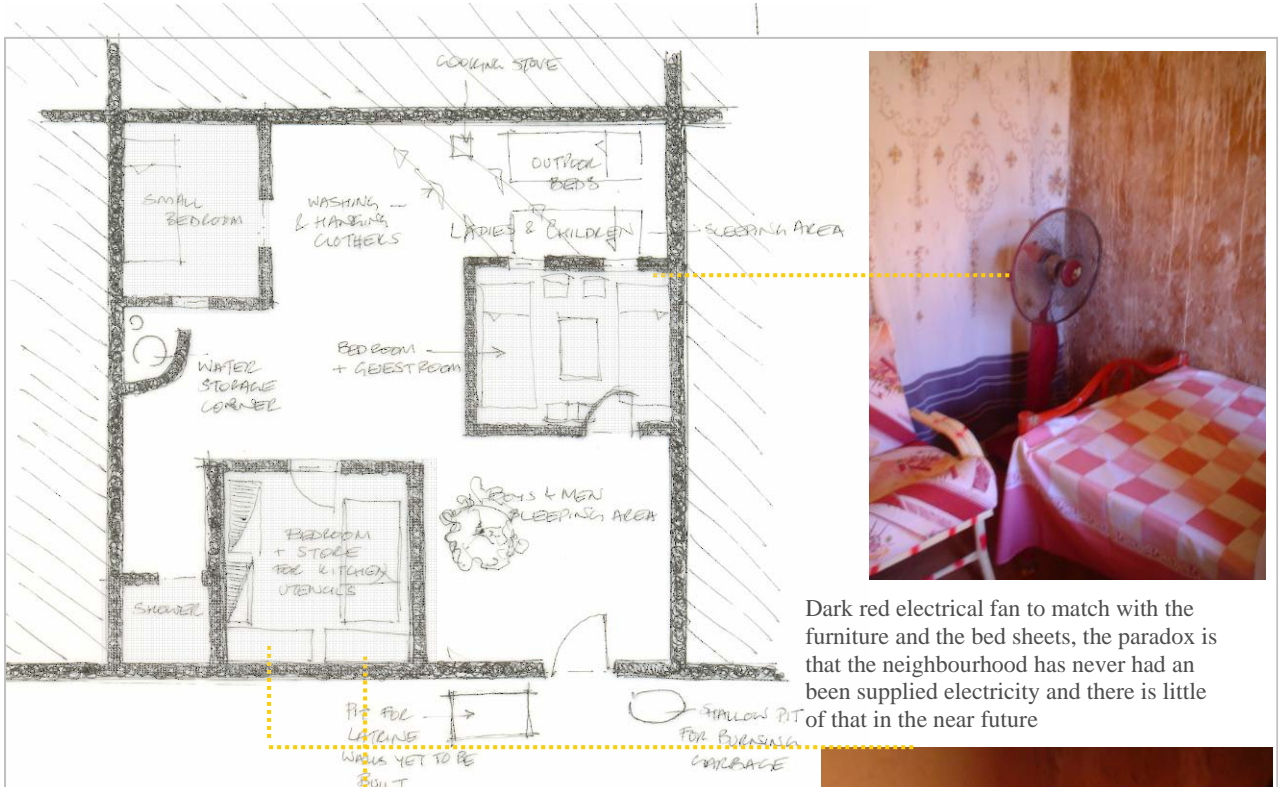 COOKING STOVE
OUTDOOR
BEDS
SMALL
BEDROOM
WASHING
& HANGING
CLOTHERS
LADIES & CHILDREN
SLEEPING AREA
BEDROOM
+ GUESTROOM
WATER
STORAGE
CORNER
BOYS & MEN
SLEEPING AREA
BEDROOM
+ STORE
FOR KITCHEN
UTENCILS
SHOWER
PIT FOR
LATRINE
WALLS YET TO BE
BUILT
SHALLOW PIT
FOR BURNING
GARBAGE
Dark red electrical fan to match with the
furniture and the bed sheets, the paradox is
that the neighbourhood has never had an
been supplied electricity and there is little
of that in the near future